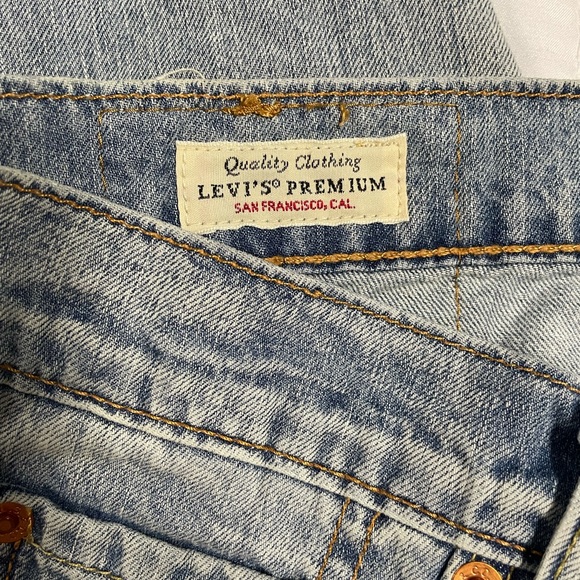 Quality Clothing
LEVI'S® PREMIUM
SAN FRANCISCO, CAL.